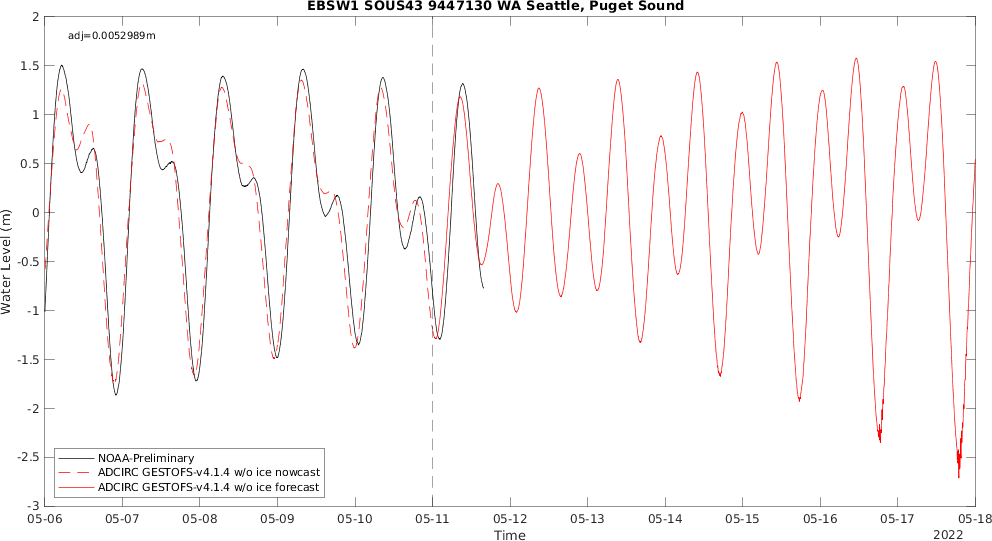 EBSW1 SOUS43 9447130 WA Seattle, Puget Sound
adj=0.0052989m
2
1.5
1
0.5
0
-0.5
-1
-1.5
-2
-2.5
-3
Water Level (m)
NOAA-Preliminary
ADCIRC GESTOFS-v4.1.4 w/o ice nowcast
ADCIRC GESTOFS-v4.1.4 w/o ice forecast
05-06 05-07 05-08 05-09 05-10 05-11 05-12 05-13 05-14 05-15 05-16 05-17 05-18
Time
2022